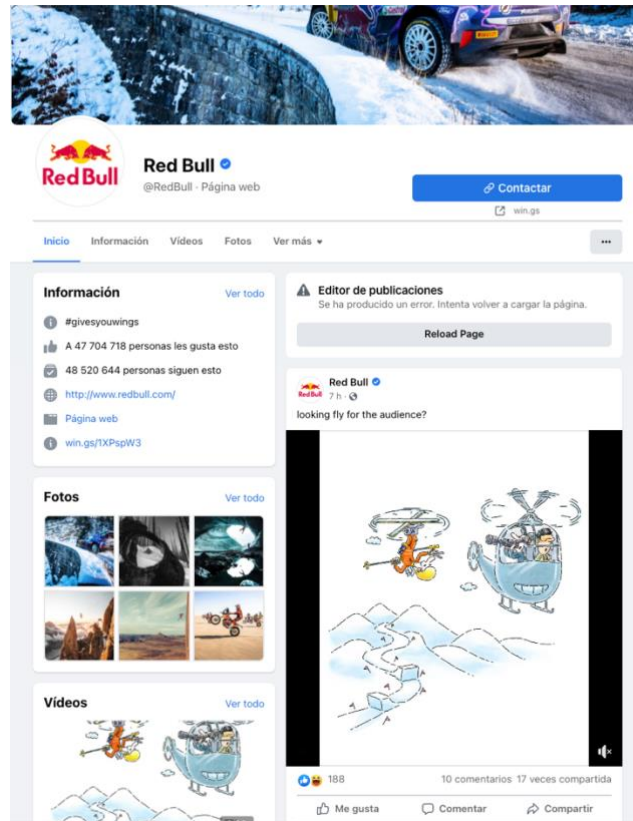 Red Bull
Red Bull
@RedBull · Página web
Contactar
win.gs
Inicio Información Vídeos Fotos Ver más
Información Ver todo
#givesyouwings
A 47 704 718 personas les gusta esto
48 520 644 personas siguen esto
http://www.redbull.com/
Página web
win.gs/1XPspW3
Fotos Ver todo
Vídeos Ver todo
Editor de publicaciones
Se ha producido un error. Intenta volver a cargar la página.
Reload Page
Red Bull
Red Bull
7 h ·
looking fly for the audience?
188 10 comentarios 17 veces compartida
Me gusta Comentar Compartir